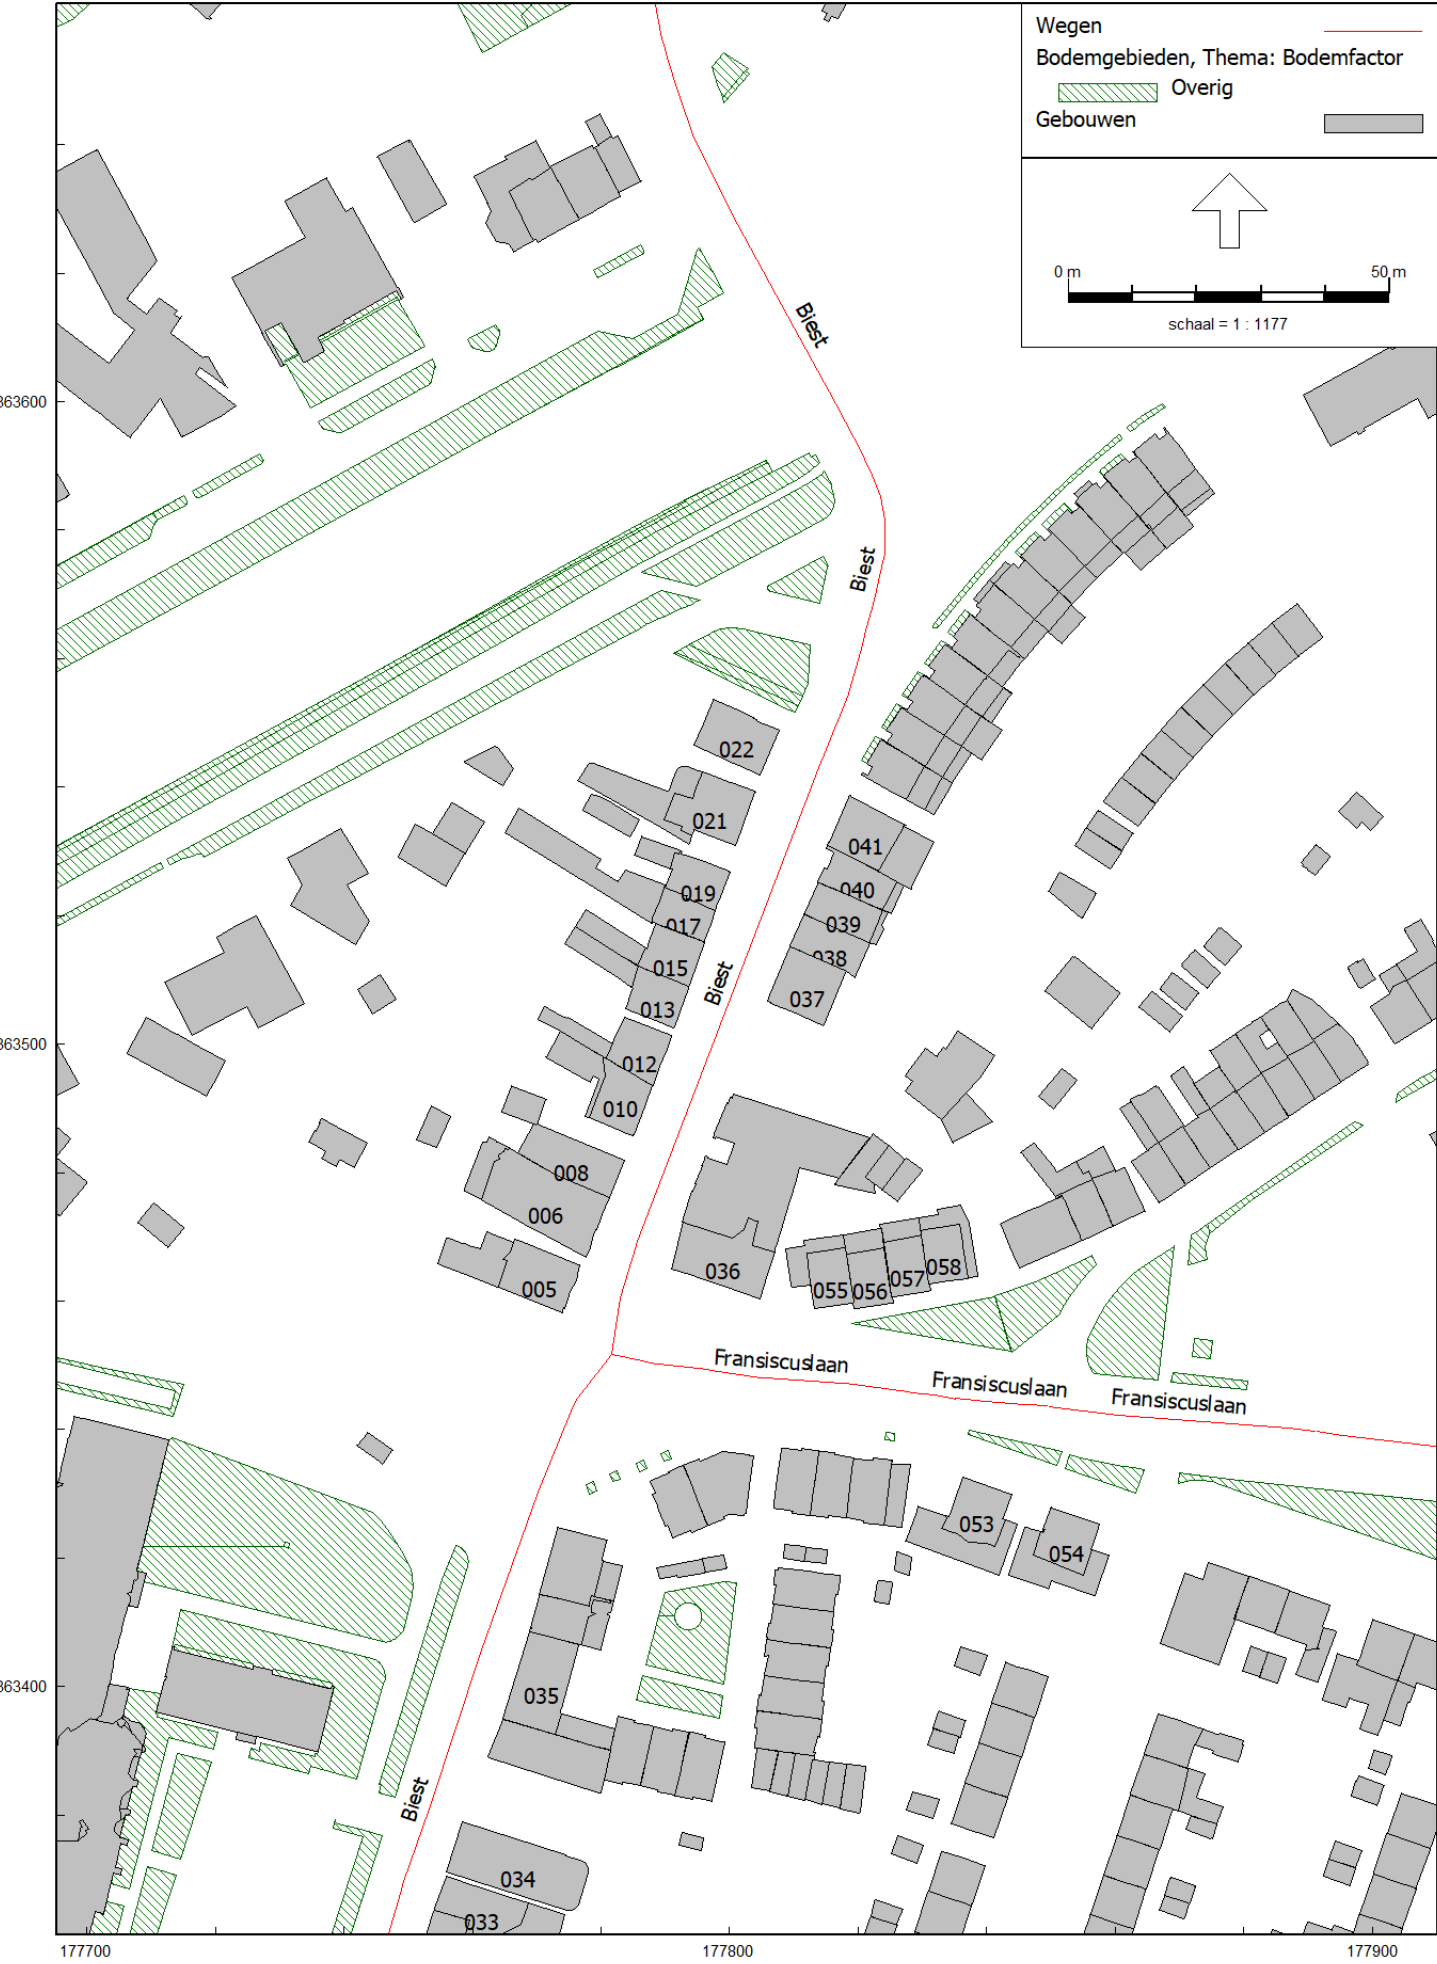 Wegen
Bodemgebieden, Thema: Bodemfactor
Overig
Gebouwen
0 m
50 m
schaal = 1 : 1177
Biest
363600
Biest
022
021
041
019
040
017
039
015
038
Biest
037
013
363500
012
010
008
006
036
058
057
055
056
005
Fransiscuslaan
Fransiscuslaan
Fransiscuslaan
053
054
363400
035
Biest
034
033
177700
177800
177900